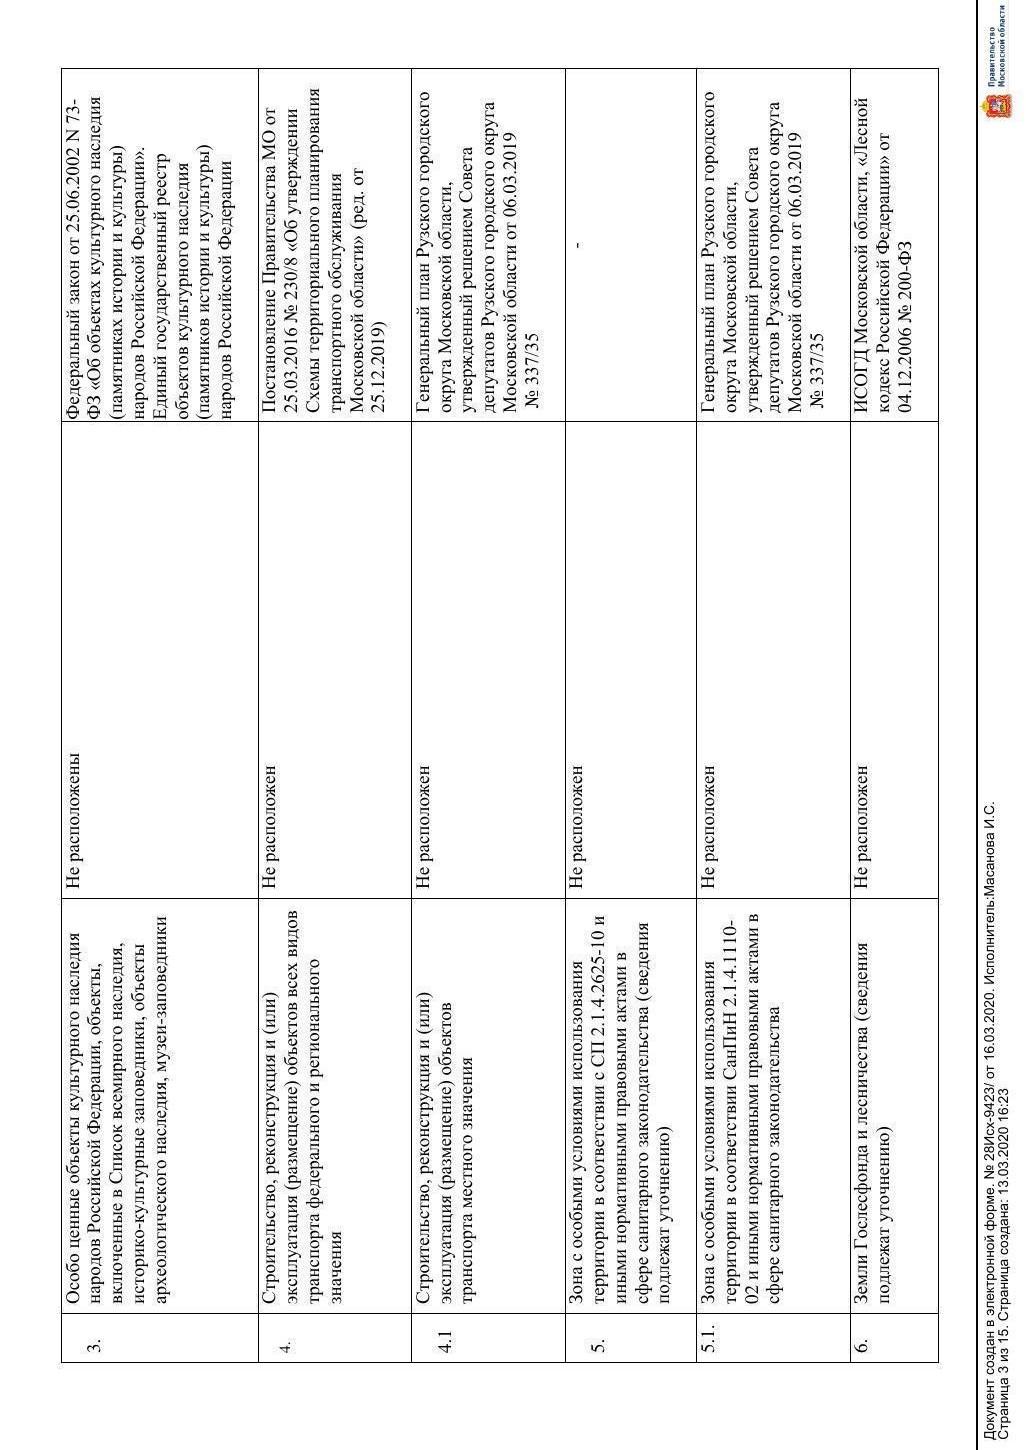 3.
Особо ценные объекты культурного наследия
народов Российской Федерации, объекты,
включенные в Список всемирного наследия,
историко-культурные заповедники, объекты
археологического наследия, музеи-заповедники
Не расположены
Федеральный закон от 25.06.2002 N 73-
ФЗ «Об объектах культурного наследия
(памятниках истории и культуры)
народов Российской Федерации».
Единый государственный реестр
объектов культурного наследия
(памятников истории и культуры)
народов Российской Федерации
4.
Строительство, реконструкция и (или)
эксплуатация (размещение) объектов всех видов
транспорта федерального и регионального
значения
Не расположен
Постановление Правительства МО от
25.03.2016 № 230/8 «Об утверждении
Схемы территориального планирования
транспортного обслуживания
Московской области» (ред. от
25.12.2019)
4.1
Строительство, реконструкция и (или)
эксплуатация (размещение) объектов
транспорта местного значения
Не расположен
Генеральный план Рузского городского
округа Московской области,
утвержденный решением Совета
депутатов Рузского городского округа
Московской области от 06.03.2019
№ 337/35
5.
Зона с особыми условиями использования
территории в соответствии с СП 2.1.4.2625-10 и
иными нормативными правовыми актами в
сфере санитарного законодательства (сведения
подлежат уточнению)
Не расположен
-
5.1.
Зона с особыми условиями использования
территории в соответствии СанПиН 2.1.4.1110-
02 и иными нормативными правовыми актами в
сфере санитарного законодательства
Не расположен
Генеральный план Рузского городского
округа Московской области,
утвержденный решением Совета
депутатов Рузского городского округа
Московской области от 06.03.2019
№ 337/35
6.
Земли Гослесфонда и лесничества (сведения
подлежат уточнению)
Не расположен
ИСОГД Московской области, «Лесной
кодекс Российской Федерации» от
04.12.2006 № 200-ФЗ
Документ создан в электронной форме. № 28Исх-9423/ от 16.03.2020. Исполнитель:Масанова И.С.
Страница 3 из 15. Страница создана: 13.03.2020 16:23
Правительство
Московской области